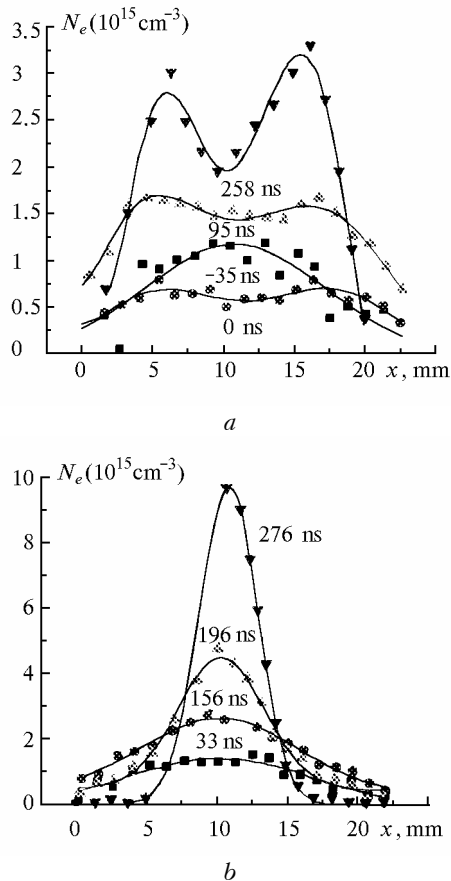 Nₑ(10¹⁵cm⁻³)
3.5
3
2.5
2
258 ns
1.5
95 ns
1
−35 ns
0.5
0 ns
0
0 5 10 15 20 x, mm
a
Nₑ(10¹⁵cm⁻³)
10
8
276 ns
6
196 ns
4
156 ns
2
33 ns
0
0 5 10 15 20 x, mm
b